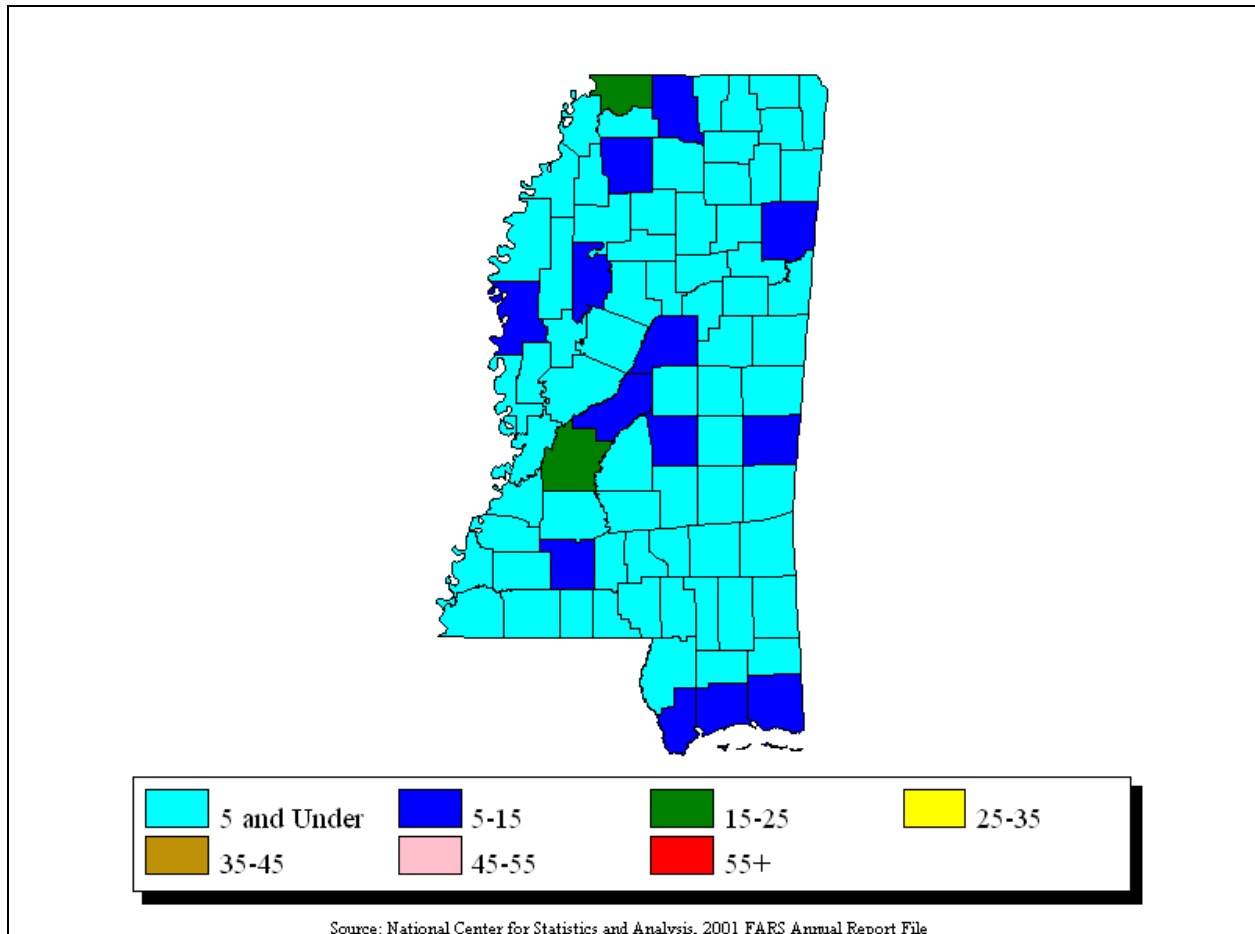 5 and Under 5-15 15-25 25-35
35-45 45-55 55+
Source: National Center for Statistics and Analysis, 2001 FARS Annual Report File